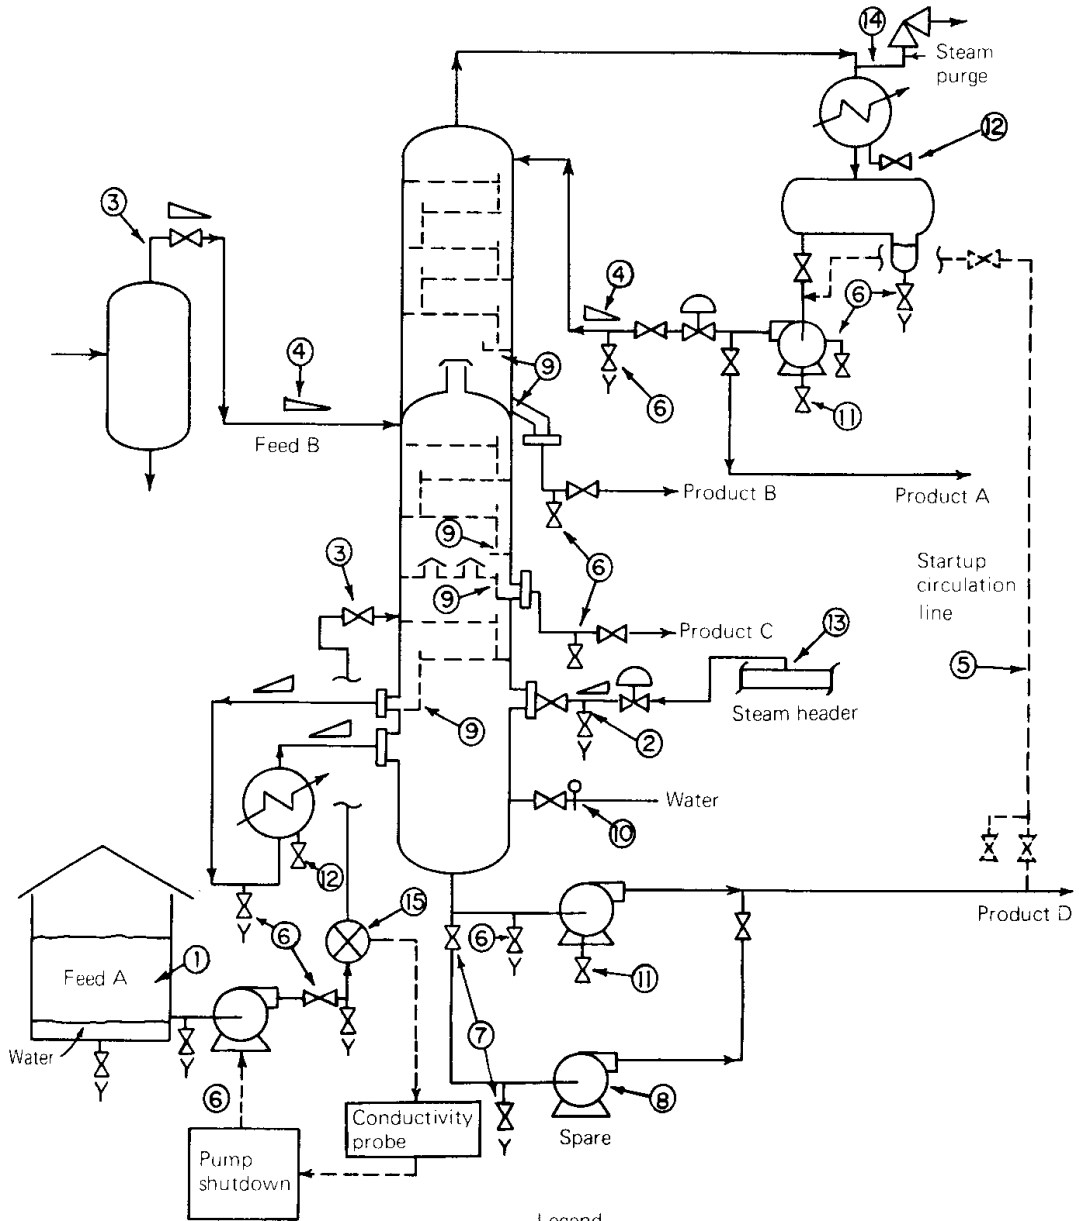 14
Steam
purge
12
3
4
4
6
6
9
11
Feed B
Product B
Product A
9
3
9
6
Startup
circulation
line
Product C
13
5
Steam header
9
2
Water
10
12
15
Product D
6
6
11
1
Feed A
Water
7
6
8
Conductivity
probe
Spare
Pump
shutdown
Legend